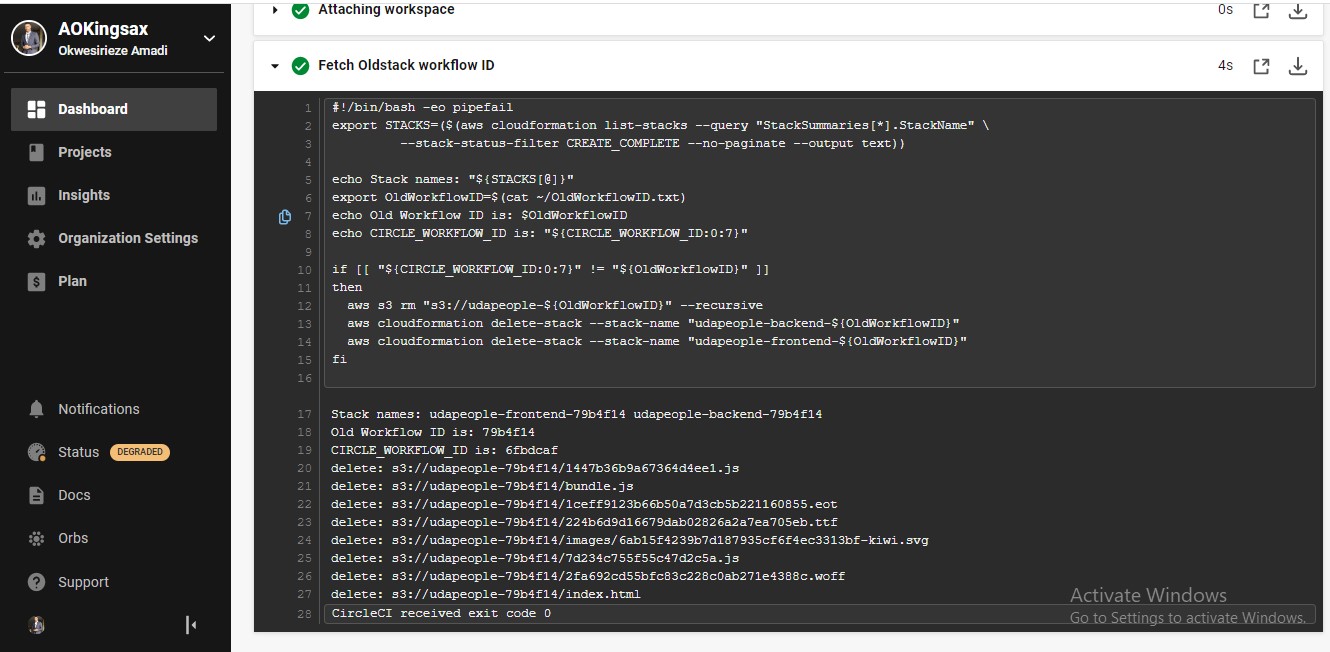 AOKingsax
Okwesirieze Amadi
Dashboard
Projects
Insights
Organization Settings
Plan
Notifications
Status DEGRADED
Docs
Orbs
Support
Attaching workspace 0s
Fetch Oldstack workflow ID 4s
1 #!/bin/bash -eo pipefail
2 export STACKS=($(aws cloudformation list-stacks --query "StackSummaries[*].StackName" \
3 --stack-status-filter CREATE_COMPLETE --no-paginate --output text))
4
5 echo Stack names: "${STACKS[@]}"
6 export OldWorkflowID=$(cat ~/OldWorkflowID.txt)
7 echo Old Workflow ID is: $OldWorkflowID
8 echo CIRCLE_WORKFLOW_ID is: "${CIRCLE_WORKFLOW_ID:0:7}"
9
10 if [[ "${CIRCLE_WORKFLOW_ID:0:7}" != "${OldWorkflowID}" ]]
11 then
12 aws s3 rm "s3://udapeople-${OldWorkflowID}" --recursive
13 aws cloudformation delete-stack --stack-name "udapeople-backend-${OldWorkflowID}"
14 aws cloudformation delete-stack --stack-name "udapeople-frontend-${OldWorkflowID}"
15 fi
16
17 Stack names: udapeople-frontend-79b4f14 udapeople-backend-79b4f14
18 Old Workflow ID is: 79b4f14
19 CIRCLE_WORKFLOW_ID is: 6fbdcaf
20 delete: s3://udapeople-79b4f14/1447b36b9a67364d4ee1.js
21 delete: s3://udapeople-79b4f14/bundle.js
22 delete: s3://udapeople-79b4f14/1ceff9123b66b50a7d3cb5b221160855.eot
23 delete: s3://udapeople-79b4f14/224b6d9d16679dab02826a2a7ea705eb.ttf
24 delete: s3://udapeople-79b4f14/images/6ab15f4239b7d187935cf6f4ec3313bf-kiwi.svg
25 delete: s3://udapeople-79b4f14/7d234c755f55c47d2c5a.js
26 delete: s3://udapeople-79b4f14/2fa692cd55bfc83c228c0ab271e4388c.woff
27 delete: s3://udapeople-79b4f14/index.html
28 CircleCI received exit code 0
Activate Windows
Go to Settings to activate Windows.